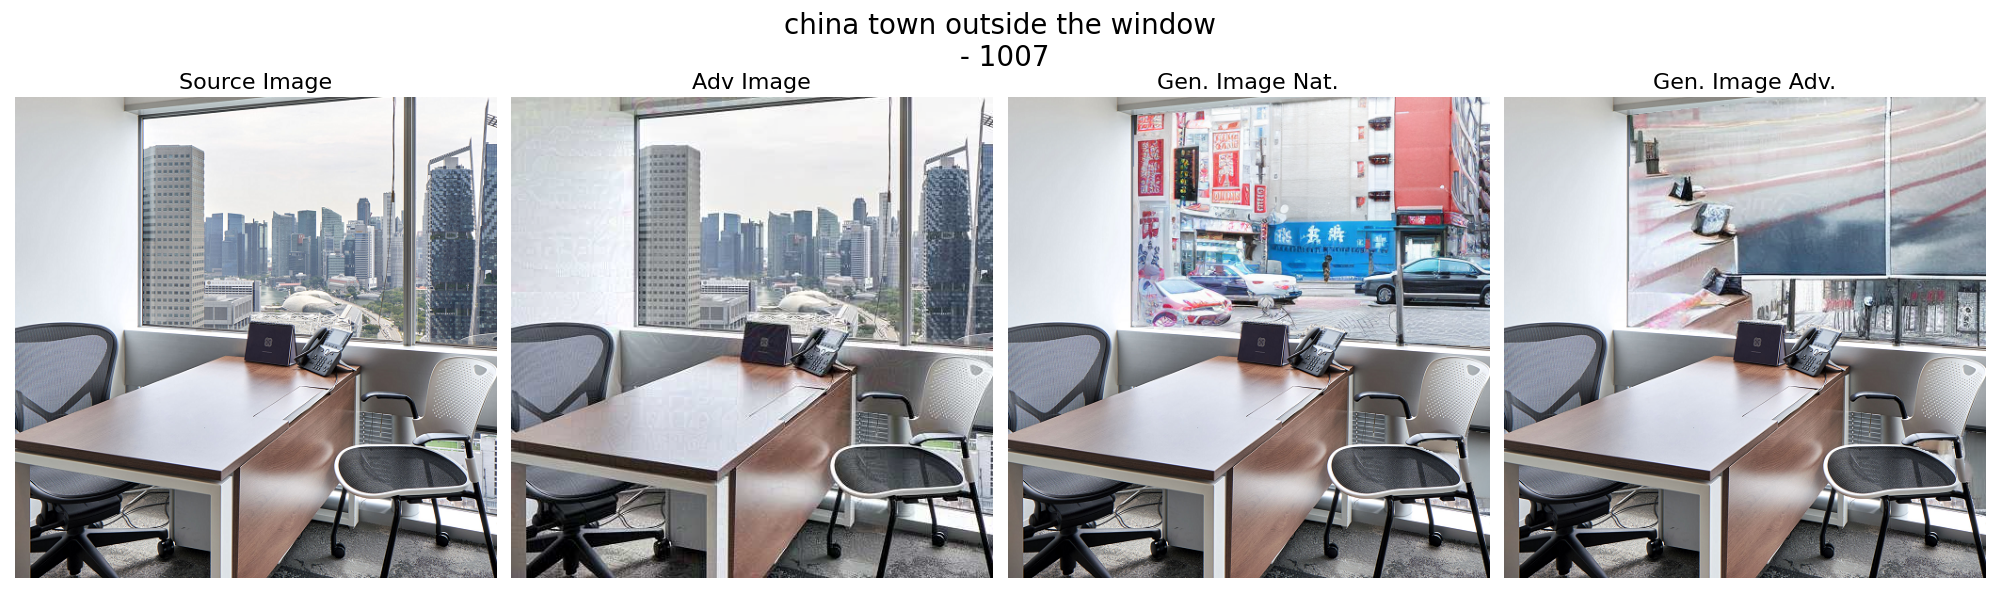 china town outside the window
- 1007
Source Image
Adv Image
Gen. Image Nat.
Gen. Image Adv.